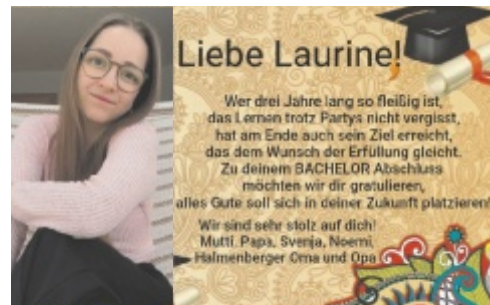 Liebe Laurine!
Wer drei Jahre lang so fleißig ist,
das Lernen trotz Partys nicht vergisst,
hat am Ende auch sein Ziel erreicht,
das dem Wunsch der Erfüllung gleicht.
Zu deinem BACHELOR Abschluss
möchten wir dir gratulieren,
alles Gute soll sich in deiner Zukunft platzieren!
Wir sind sehr stolz auf dich!
Mutti, Papa, Svenja, Noemi,
Halmenberger Oma und Opa